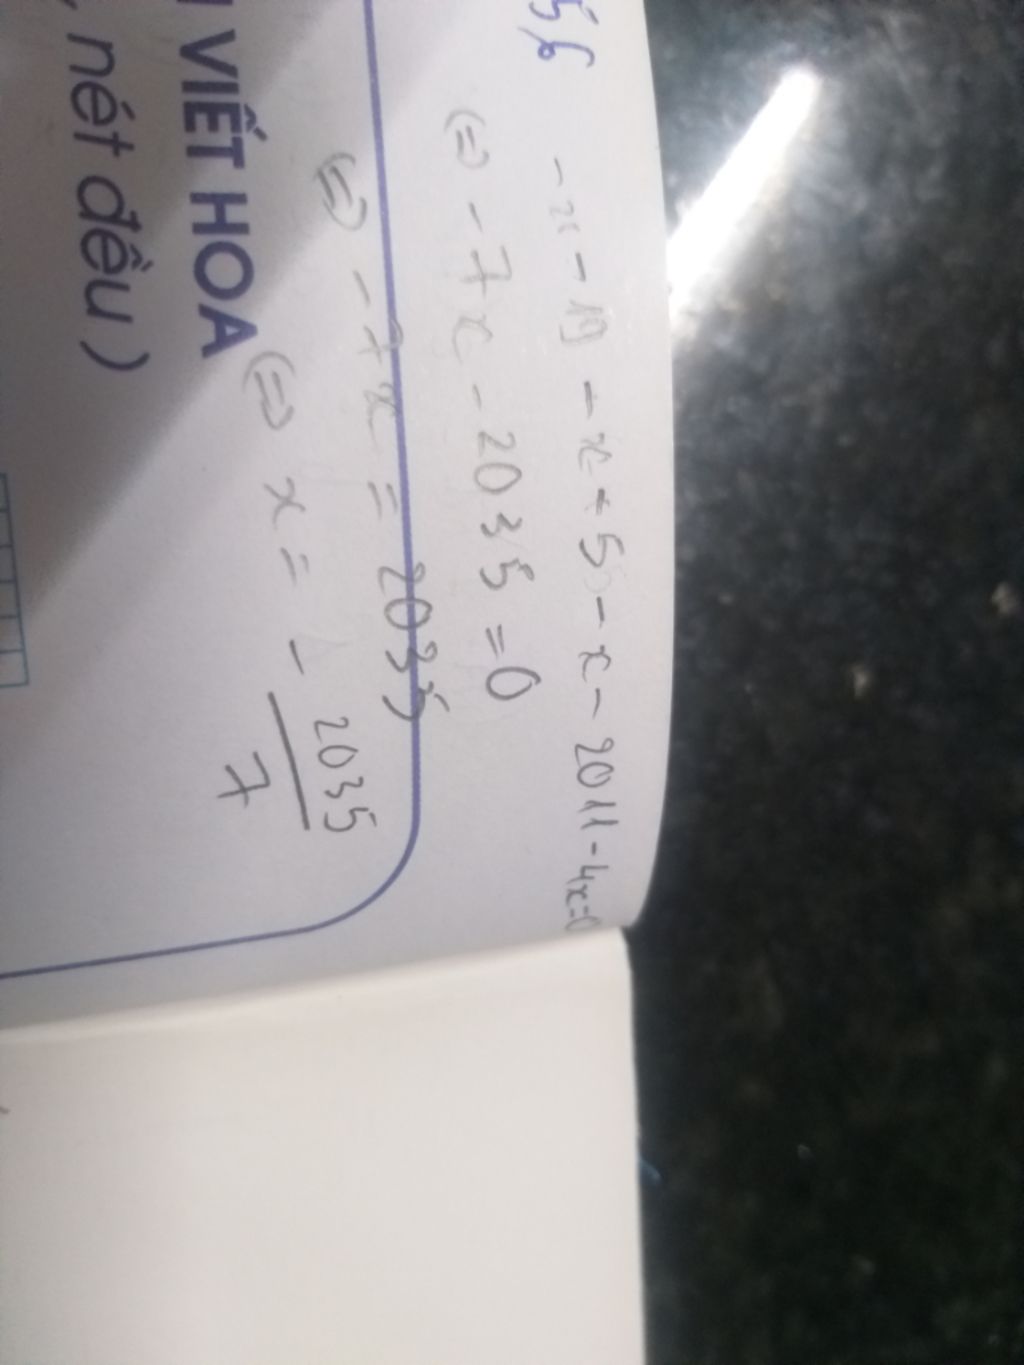 -x - 19 - x + 5 - x - 2011 - 4x = 0
(=) - 7x - 2035 = 0
(=) - 7x = 2035
(=) x = - 2035/7
VIẾT HOA
, nét đều )